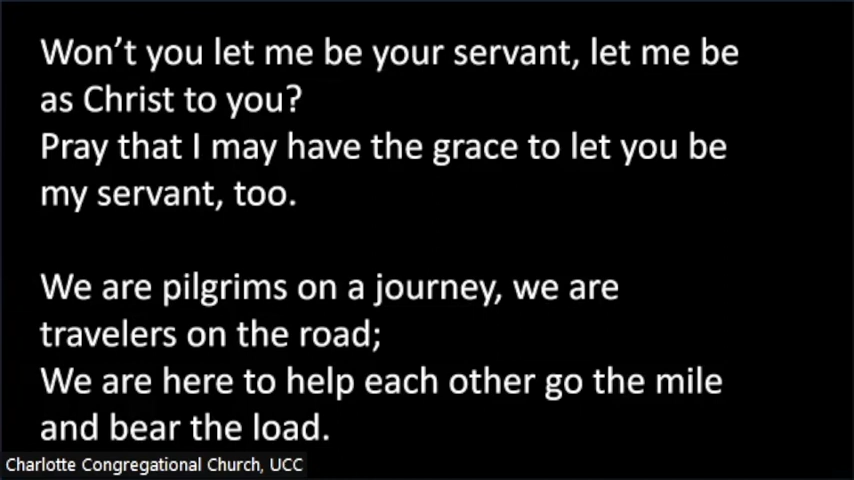 Won't you let me be your servant, let me be
as Christ to you?
Pray that I may have the grace to let you be
my servant, too.
We are pilgrims on a journey, we are
travelers on the road;
We are here to help each other go the mile
and bear the load.
Charlotte Congregational Church, UCC